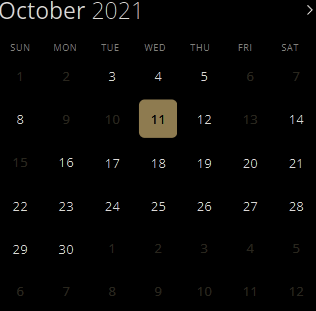 October 2021
SUN MON TUE WED THU FRI SAT
1 2 3 4 5 6 7
8 9 10 11 12 13 14
15 16 17 18 19 20 21
22 23 24 25 26 27 28
29 30 1 2 3 4 5
6 7 8 9 10 11 12